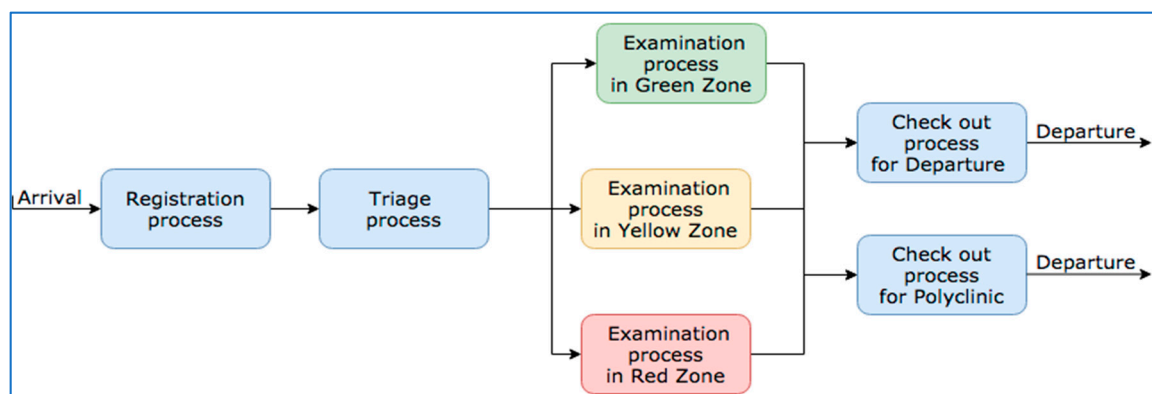 Arrival
Registration
process
Triage
process
Examination
process
in Green Zone
Examination
process
in Yellow Zone
Examination
process
in Red Zone
Check out
process
for Departure
Departure
Check out
process
for Polyclinic
Departure